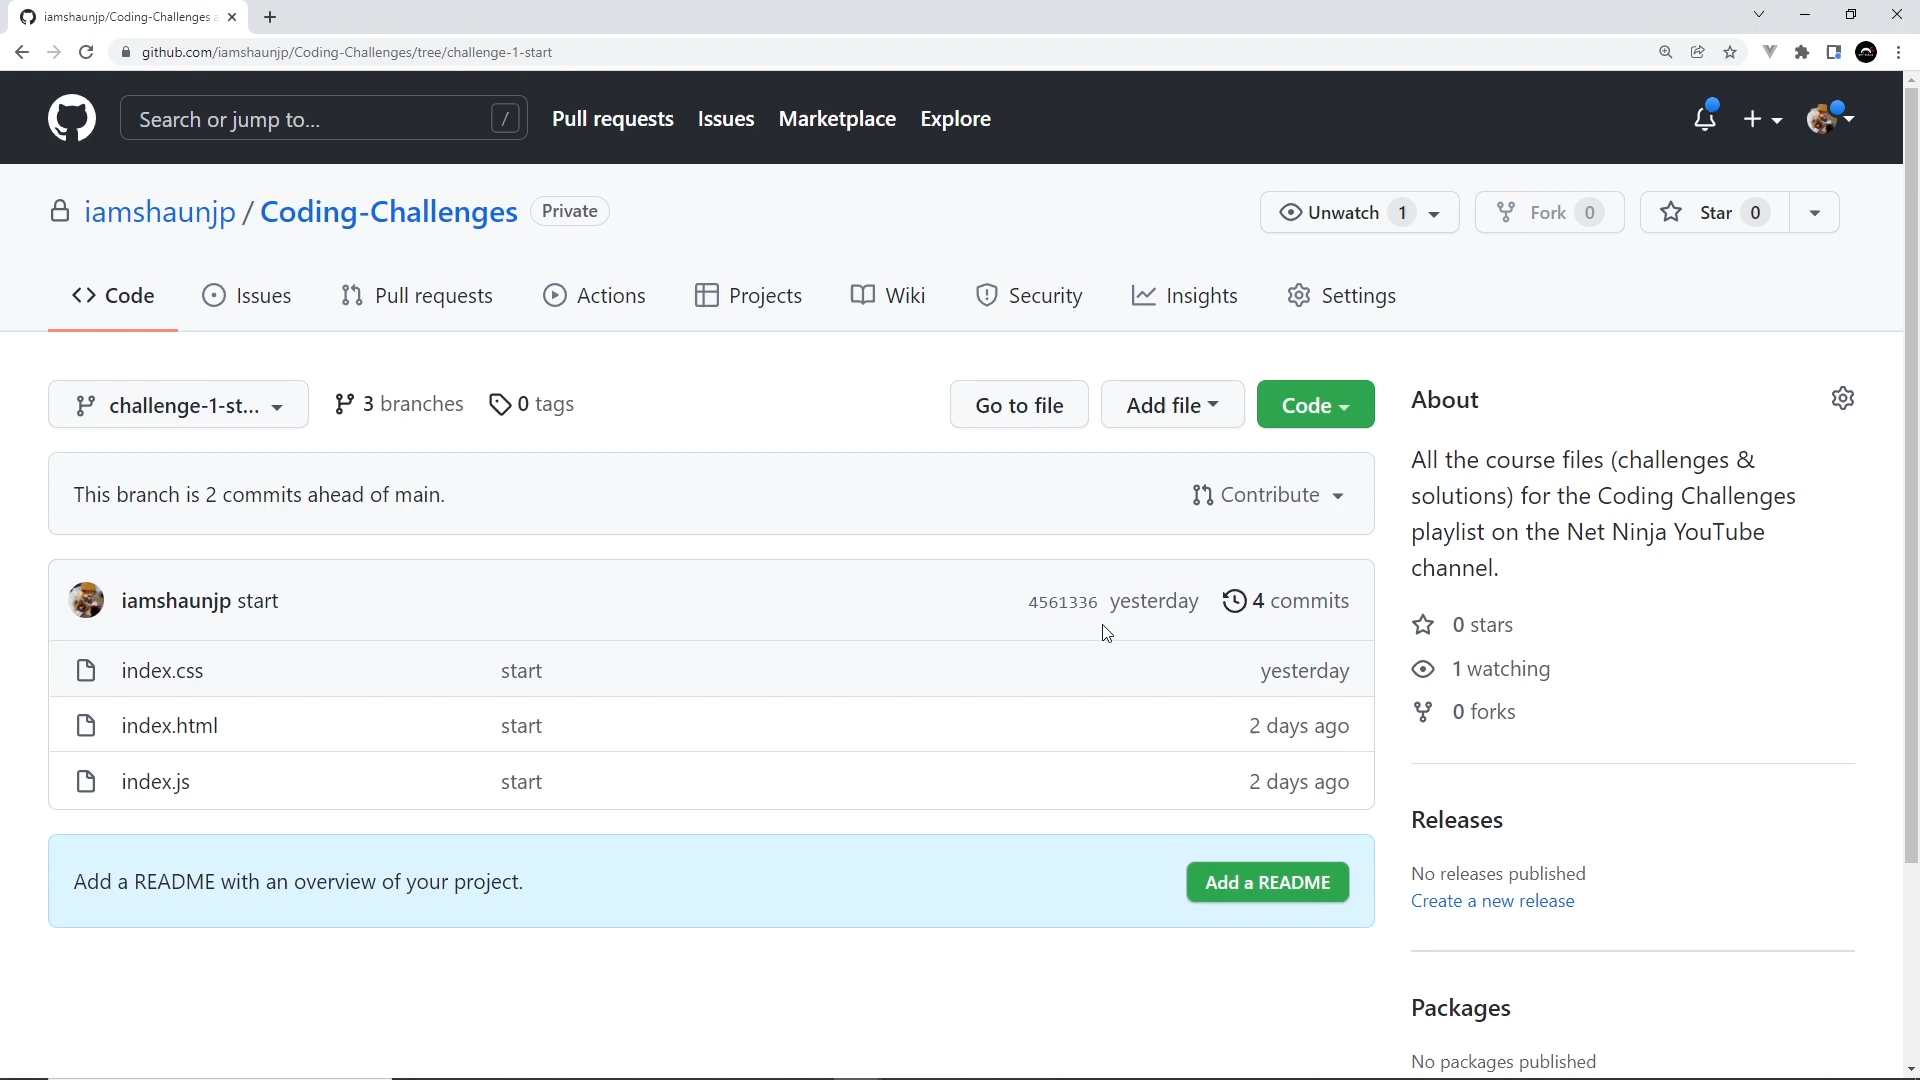 iamshaunjp/Coding-Challenges a
github.com/iamshaunjp/Coding-Challenges/tree/challenge-1-start
Search or jump to... /
Pull requests Issues Marketplace Explore
iamshaunjp / Coding-Challenges Private
Unwatch 1 Fork 0 Star 0
Code Issues Pull requests Actions Projects Wiki Security Insights Settings
challenge-1-st... 3 branches 0 tags Go to file Add file Code
This branch is 2 commits ahead of main. Contribute
iamshaunjp start 4561336 yesterday 4 commits
index.css start yesterday
index.html start 2 days ago
index.js start 2 days ago
Add a README with an overview of your project. Add a README
About
All the course files (challenges &
solutions) for the Coding Challenges
playlist on the Net Ninja YouTube
channel.
0 stars
1 watching
0 forks
Releases
No releases published
Create a new release
Packages
No packages published